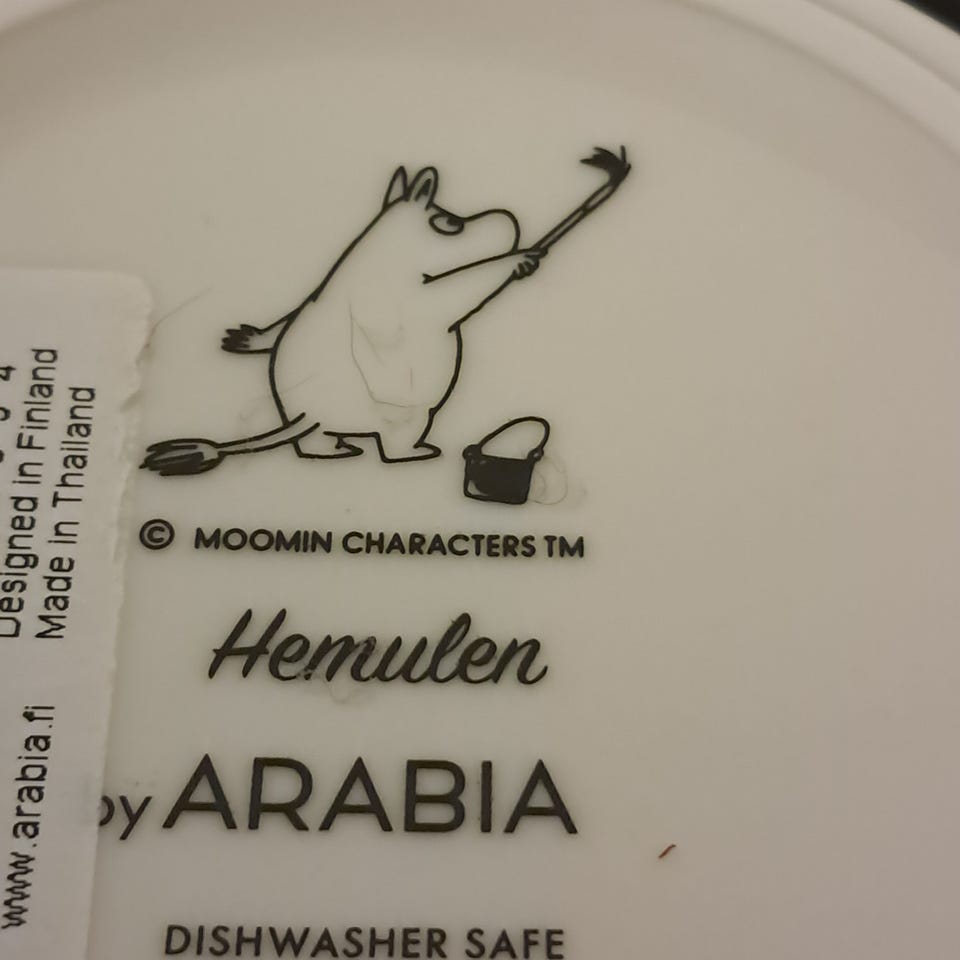 © MOOMIN CHARACTERS TM
Hemulen
by ARABIA
DISHWASHER SAFE
Designed in Finland
Made in Thailand
www.arabia.fi